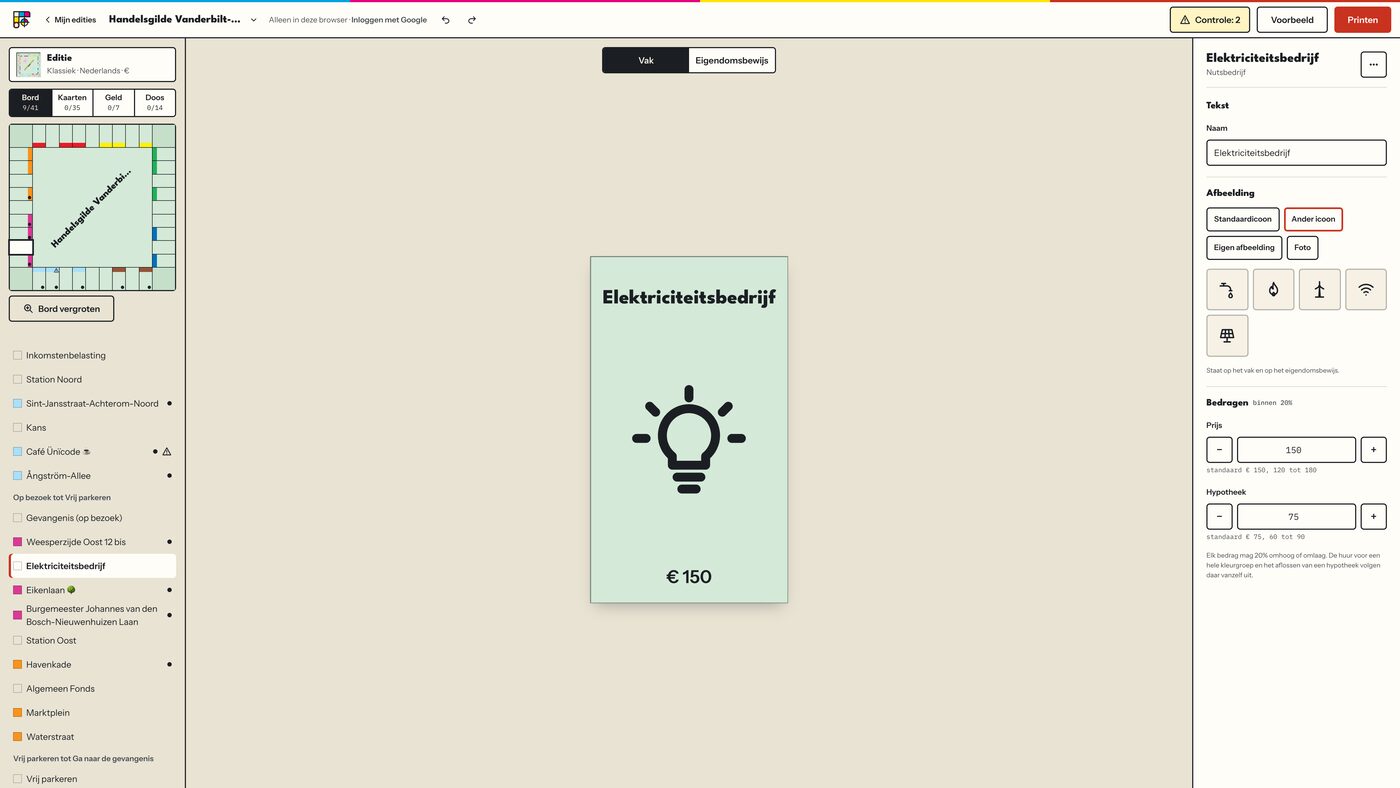 Mijn edities
Handelsgilde Vanderbilt-...
Alleen in deze browser · Inloggen met Google
Controle: 2
Voorbeeld
Printen
Editie
Klassiek · Nederlands · €
Bord
9/41
Kaarten
0/35
Geld
0/7
Doos
0/14
Handelsgilde Vanderbi...
Bord vergroten
Inkomstenbelasting
Station Noord
Sint-Jansstraat-Achterom-Noord
Kans
Café Ünïcode ☕
Ångström-Allee
Op bezoek tot Vrij parkeren
Gevangenis (op bezoek)
Weesperzijde Oost 12 bis
Elektriciteitsbedrijf
Eikenlaan 🌳
Burgemeester Johannes van den
Bosch-Nieuwenhuizen Laan
Station Oost
Havenkade
Algemeen Fonds
Marktplein
Waterstraat
Vrij parkeren tot Ga naar de gevangenis
Vrij parkeren
Vak
Eigendomsbewijs
Elektriciteitsbedrijf
€ 150
Elektriciteitsbedrijf
Nutsbedrijf
Tekst
Naam
Elektriciteitsbedrijf
Afbeelding
Standaardicoon
Ander icoon
Eigen afbeelding
Foto
Staat op het vak en op het eigendomsbewijs.
Bedragen binnen 20%
Prijs
− 150 +
standaard € 150, 120 tot 180
Hypotheek
− 75 +
standaard € 75, 60 tot 90
Elk bedrag mag 20% omhoog of omlaag. De huur voor een
hele kleurgroep en het aflossen van een hypotheek volgen
daar vanzelf uit.